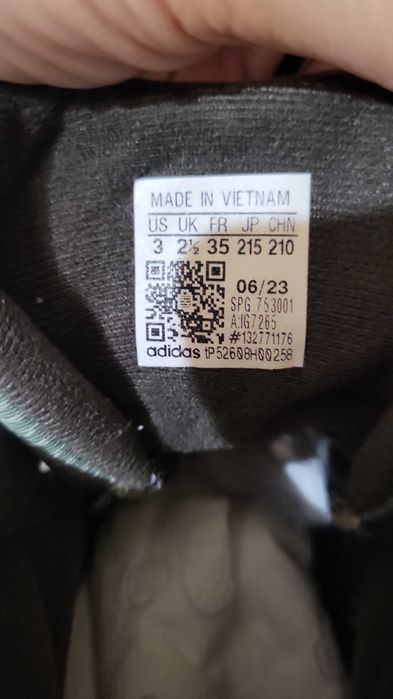 MADE IN VIETNAM
US UK FR JP CHN
3 2½ 35 215 210
06/23
SPG 753001
A:IG7265
#132771176
adidas tP52608H00258